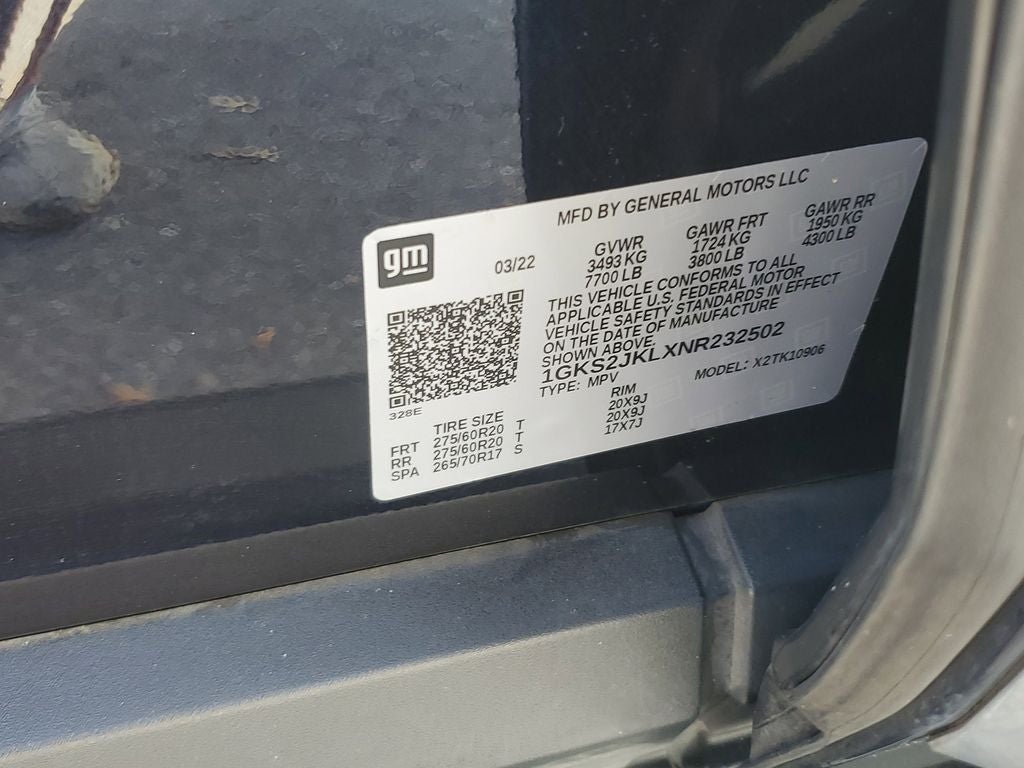 MFD BY GENERAL MOTORS LLC
gm
03/22
GVWR GAWR FRT GAWR RR
3493 KG 1724 KG 1950 KG
7700 LB 3800 LB 4300 LB
THIS VEHICLE CONFORMS TO ALL
APPLICABLE U.S. FEDERAL MOTOR
VEHICLE SAFETY STANDARDS IN EFFECT
ON THE DATE OF MANUFACTURE
SHOWN ABOVE.
1GKS2JKLXNR232502
TYPE: MPV MODEL: X2TK10906
328E
TIRE SIZE RIM
FRT 275/60R20 T 20X9J
RR 275/60R20 T 20X9J
SPA 265/70R17 S 17X7J